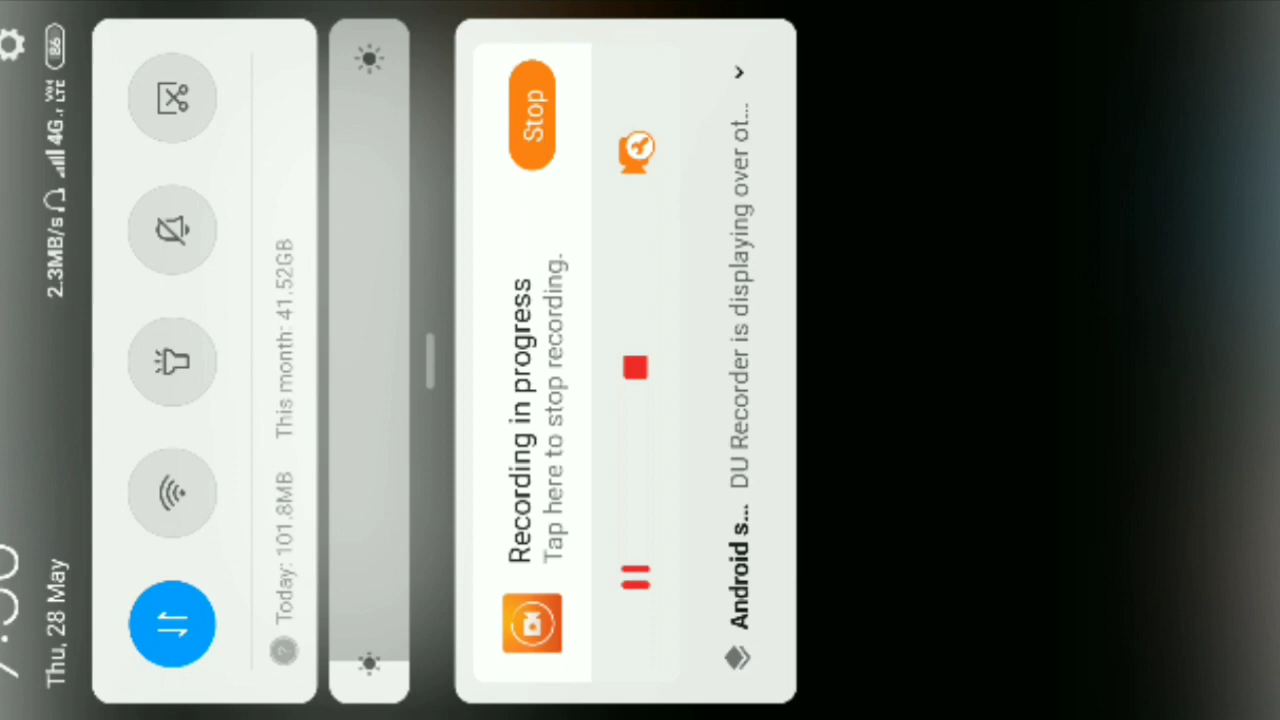 Thu, 28 May
2.3MB/s 4G VoLTE 86
Today: 101.8MB This month: 41.52GB
Recording in progress
Tap here to stop recording.
Stop
Android s... DU Recorder is displaying over ot...